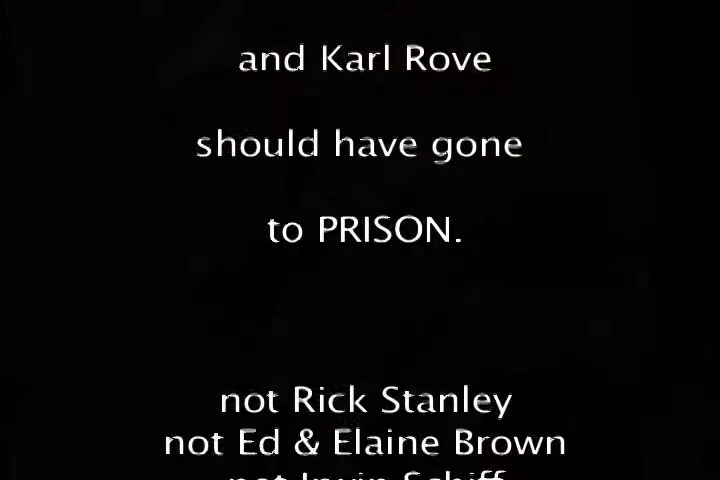 and Karl Rove
should have gone
to PRISON.
not Rick Stanley
not Ed & Elaine Brown
not Irwin Schiff